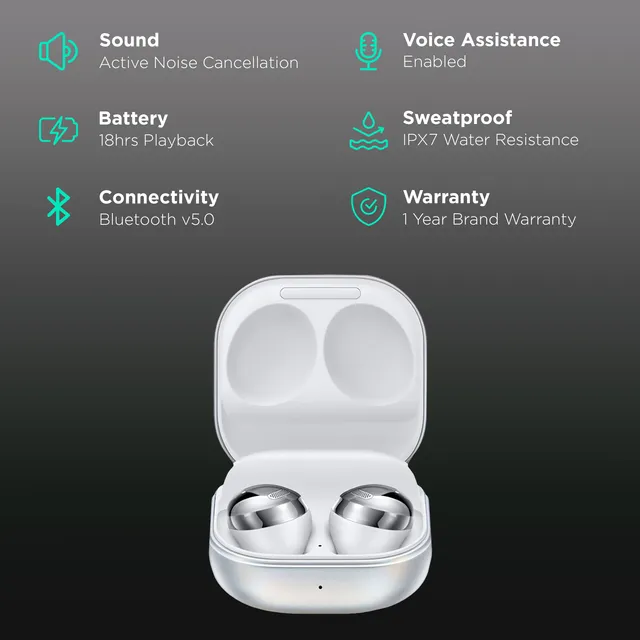 Sound
Active Noise Cancellation
Voice Assistance
Enabled
Battery
18hrs Playback
Sweatproof
IPX7 Water Resistance
Connectivity
Bluetooth v5.0
Warranty
1 Year Brand Warranty